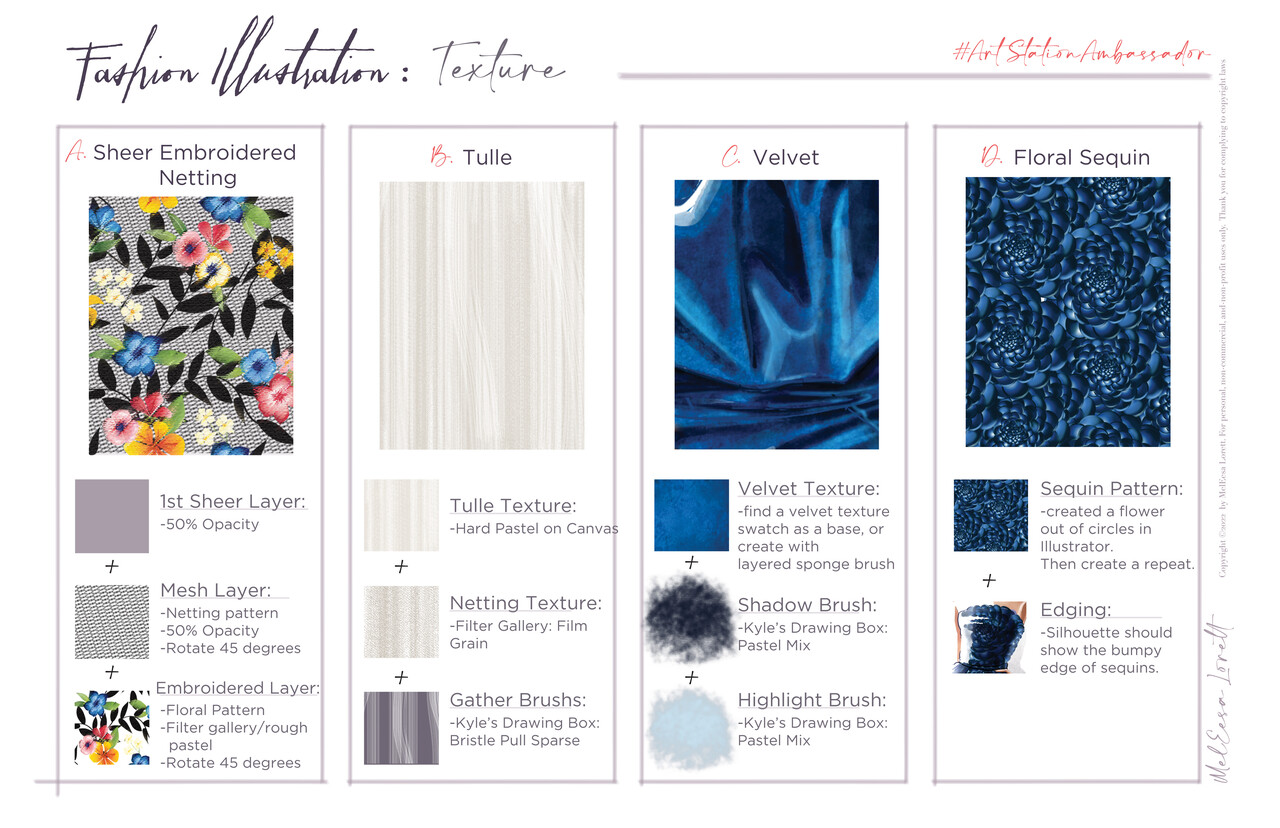 Fashion Illustration : Texture
#ArtStationAmbassador
A. Sheer Embroidered
Netting
1st Sheer Layer:
-50% Opacity
+
Mesh Layer:
-Netting pattern
-50% Opacity
-Rotate 45 degrees
+
Embroidered Layer:
-Floral Pattern
-Filter gallery/rough
pastel
-Rotate 45 degrees
B. Tulle
Tulle Texture:
-Hard Pastel on Canvas
+
Netting Texture:
-Filter Gallery: Film
Grain
+
Gather Brushs:
-Kyle's Drawing Box:
Bristle Pull Sparse
C. Velvet
Velvet Texture:
-find a velvet texture
swatch as a base, or
create with
layered sponge brush
+
Shadow Brush:
-Kyle's Drawing Box:
Pastel Mix
+
Highlight Brush:
-Kyle's Drawing Box:
Pastel Mix
D. Floral Sequin
Sequin Pattern:
-created a flower
out of circles in
Illustrator.
Then create a repeat.
+
Edging:
-Silhouette should
show the bumpy
edge of sequins.
Copyright ©2022 by MelEesa Lorett. For personal, non-commercial, and-non-profit uses only. Thank you for complying to copyright laws
MelEesa Lorett